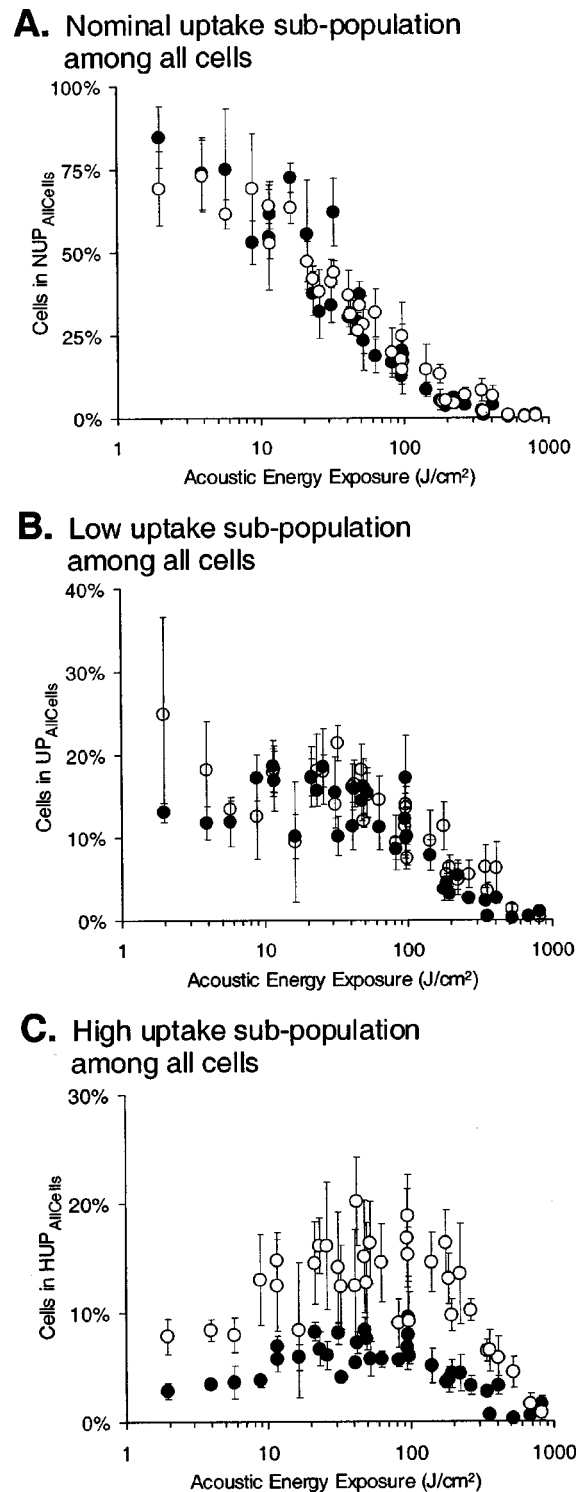 A. Nominal uptake sub-population
among all cells
100%
75%
50%
25%
0%
Cells in NUP_AllCells
1 10 100 1000
Acoustic Energy Exposure (J/cm²)
B. Low uptake sub-population
among all cells
40%
30%
20%
10%
0%
Cells in UP_AllCells
1 10 100 1000
Acoustic Energy Exposure (J/cm²)
C. High uptake sub-population
among all cells
30%
20%
10%
0%
Cells in HUP_AllCells
1 10 100 1000
Acoustic Energy Exposure (J/cm²)